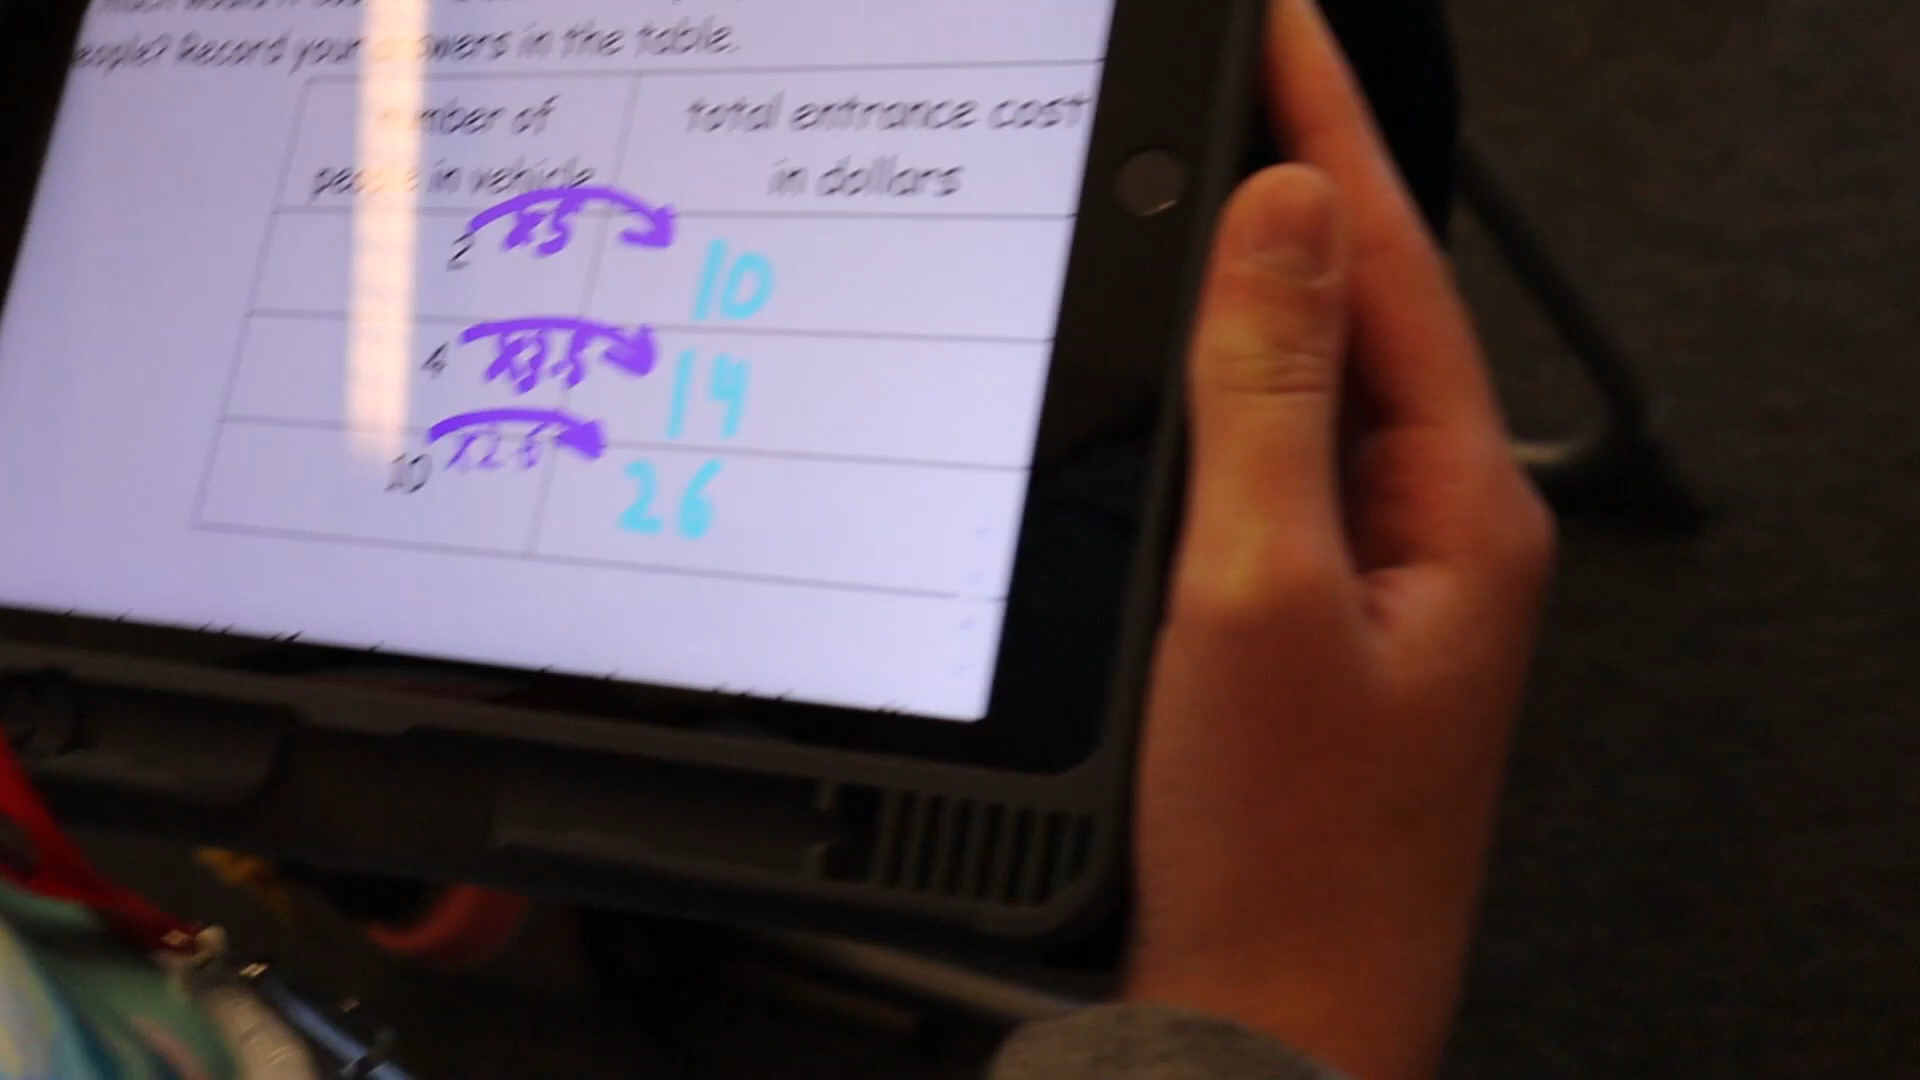 people? Record your answers in the table.
number of people in vehicle
total entrance cost in dollars
2 x5 10
4 x3.5 14
10 x2.6 26